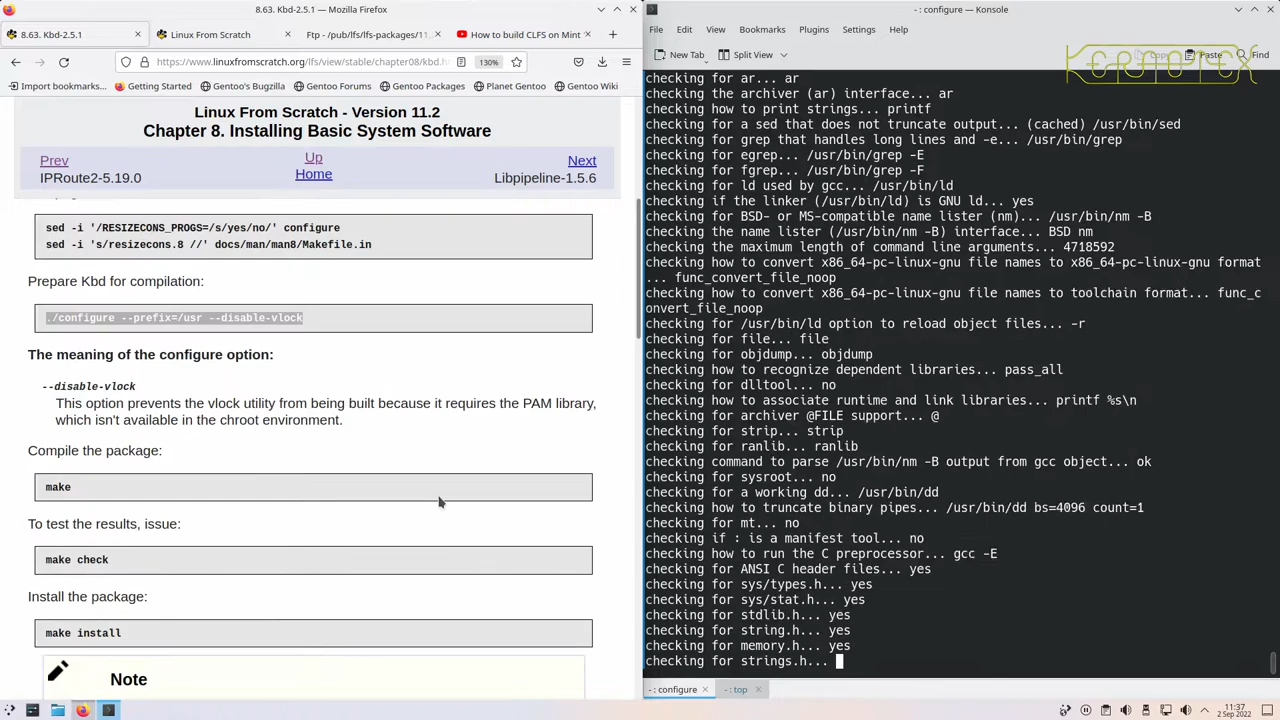 8.63. Kbd-2.5.1 — Mozilla Firefox
8.63. Kbd-2.5.1
Linux From Scratch
Ftp - /pub/lfs/lfs-packages/11.
How to build CLFS on Mint
https://www.linuxfromscratch.org/lfs/view/stable/chapter08/kbd.h
130%
Import bookmarks...
Getting Started
Gentoo's Bugzilla
Gentoo Forums
Gentoo Packages
Planet Gentoo
Gentoo Wiki
Linux From Scratch - Version 11.2
Chapter 8. Installing Basic System Software
Prev
Up
Next
IPRoute2-5.19.0
Home
Libpipeline-1.5.6
sed -i '/RESIZECONS_PROGS=/s/yes/no/' configure
sed -i 's/resizecons.8 //' docs/man/man8/Makefile.in
Prepare Kbd for compilation:
./configure --prefix=/usr --disable-vlock
The meaning of the configure option:
--disable-vlock
This option prevents the vlock utility from being built because it requires the PAM library,
which isn't available in the chroot environment.
Compile the package:
make
To test the results, issue:
make check
Install the package:
make install
Note
- : configure — Konsole
File Edit View Bookmarks Plugins Settings Help
New Tab
Split View
Copy
Paste
Find
KERAPLEX
checking for ar... ar
checking the archiver (ar) interface... ar
checking how to print strings... printf
checking for a sed that does not truncate output... (cached) /usr/bin/sed
checking for grep that handles long lines and -e... /usr/bin/grep
checking for egrep... /usr/bin/grep -E
checking for fgrep... /usr/bin/grep -F
checking for ld used by gcc... /usr/bin/ld
checking if the linker (/usr/bin/ld) is GNU ld... yes
checking for BSD- or MS-compatible name lister (nm)... /usr/bin/nm -B
checking the name lister (/usr/bin/nm -B) interface... BSD nm
checking the maximum length of command line arguments... 4718592
checking how to convert x86_64-pc-linux-gnu file names to x86_64-pc-linux-gnu format
... func_convert_file_noop
checking how to convert x86_64-pc-linux-gnu file names to toolchain format... func_c
onvert_file_noop
checking for /usr/bin/ld option to reload object files... -r
checking for file... file
checking for objdump... objdump
checking how to recognize dependent libraries... pass_all
checking for dlltool... no
checking how to associate runtime and link libraries... printf %s\n
checking for archiver @FILE support... @
checking for strip... strip
checking for ranlib... ranlib
checking command to parse /usr/bin/nm -B output from gcc object... ok
checking for sysroot... no
checking for a working dd... /usr/bin/dd
checking how to truncate binary pipes... /usr/bin/dd bs=4096 count=1
checking for mt... no
checking if : is a manifest tool... no
checking how to run the C preprocessor... gcc -E
checking for ANSI C header files... yes
checking for sys/types.h... yes
checking for sys/stat.h... yes
checking for stdlib.h... yes
checking for string.h... yes
checking for memory.h... yes
checking for strings.h...
- : configure
- : top
11:37
2 Sep 2022